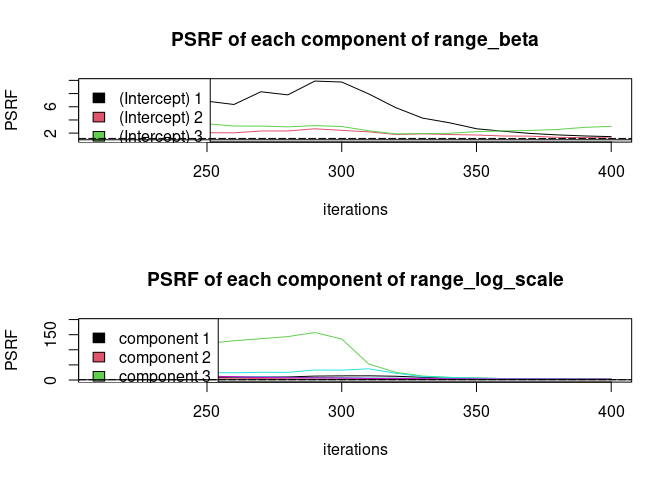 PSRF of each component of range_beta
PSRF
6
2
(Intercept) 1
(Intercept) 2
(Intercept) 3
250 300 350 400
iterations
PSRF of each component of range_log_scale
PSRF
150
0
component 1
component 2
component 3
250 300 350 400
iterations